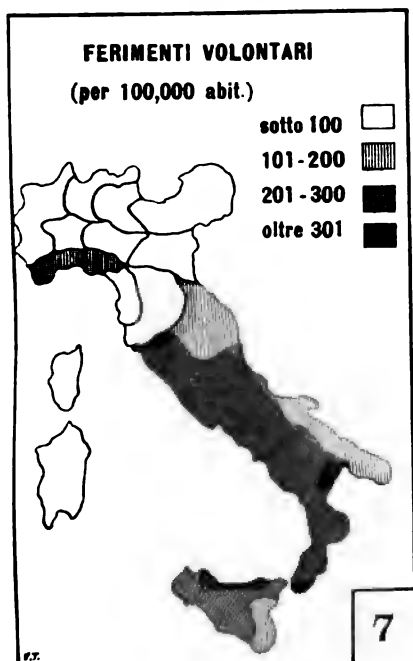 FERIMENTI VOLONTARI
(per 100,000 abit.)
sotto 100
101-200
201-300
oltre 301
7
F.T.